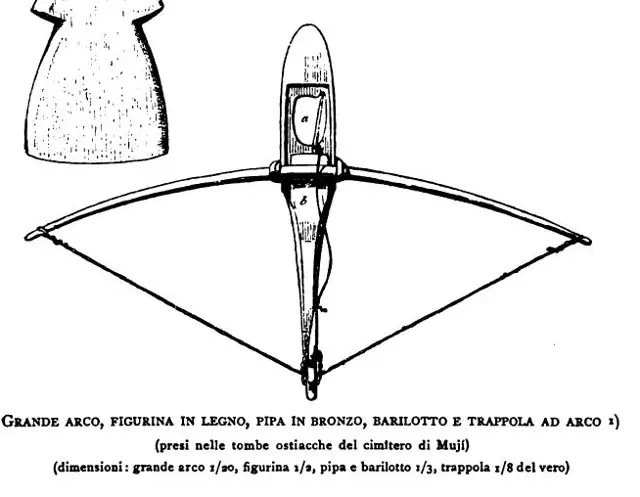 a
b
GRANDE ARCO, FIGURINA IN LEGNO, PIPA IN BRONZO, BARILOTTO E TRAPPOLA AD ARCO 1)
(presi nelle tombe ostiacche del cimitero di Mují)
(dimensioni: grande arco 1/20, figurina 1/2, pipa e barilotto 1/3, trappola 1/8 del vero)